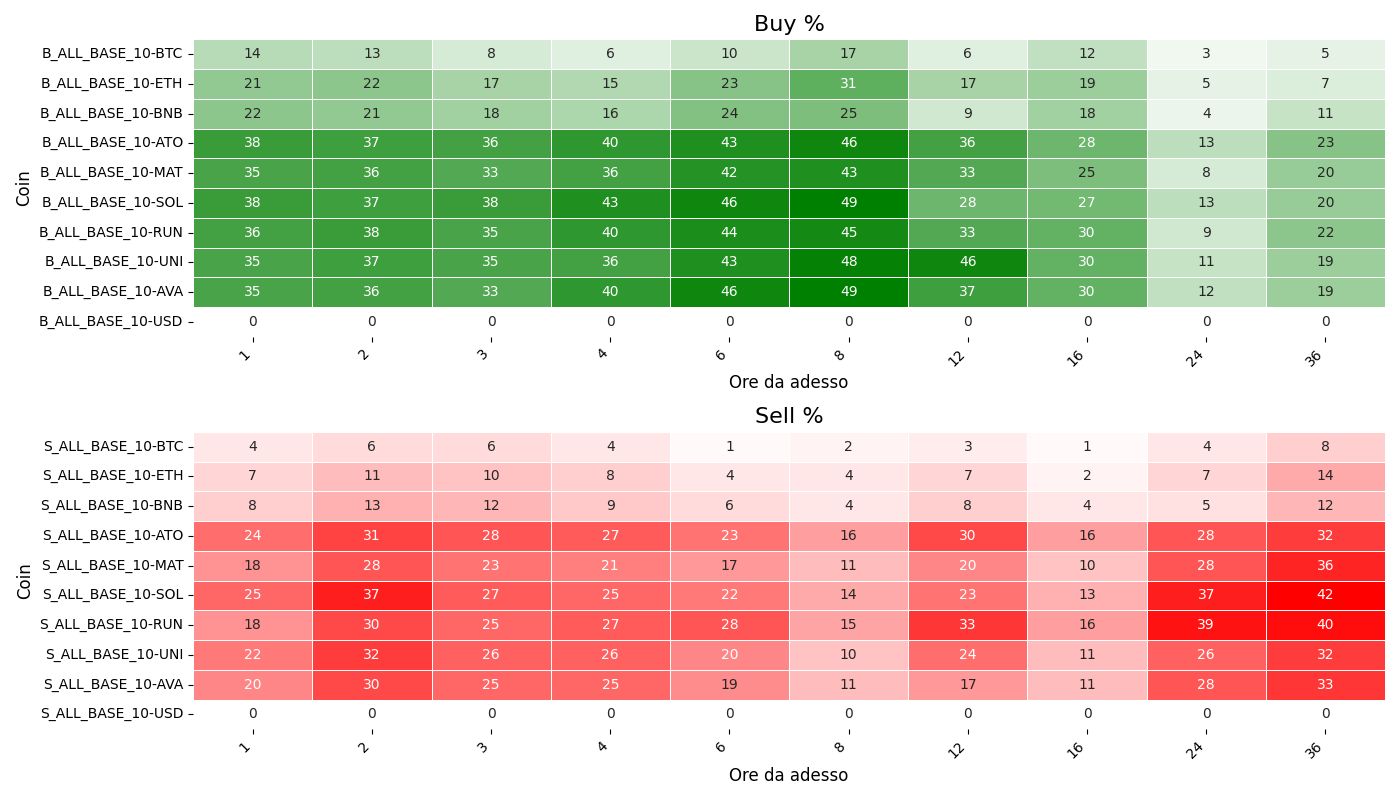 Buy %
Coin
B_ALL_BASE_10-BTC 14 13 8 6 10 17 6 12 3 5
B_ALL_BASE_10-ETH 21 22 17 15 23 31 17 19 5 7
B_ALL_BASE_10-BNB 22 21 18 16 24 25 9 18 4 11
B_ALL_BASE_10-ATO 38 37 36 40 43 46 36 28 13 23
B_ALL_BASE_10-MAT 35 36 33 36 42 43 33 25 8 20
B_ALL_BASE_10-SOL 38 37 38 43 46 49 28 27 13 20
B_ALL_BASE_10-RUN 36 38 35 40 44 45 33 30 9 22
B_ALL_BASE_10-UNI 35 37 35 36 43 48 46 30 11 19
B_ALL_BASE_10-AVA 35 36 33 40 46 49 37 30 12 19
B_ALL_BASE_10-USD 0 0 0 0 0 0 0 0 0 0
1 2 3 4 6 8 12 16 24 36
Ore da adesso
Sell %
Coin
S_ALL_BASE_10-BTC 4 6 6 4 1 2 3 1 4 8
S_ALL_BASE_10-ETH 7 11 10 8 4 4 7 2 7 14
S_ALL_BASE_10-BNB 8 13 12 9 6 4 8 4 5 12
S_ALL_BASE_10-ATO 24 31 28 27 23 16 30 16 28 32
S_ALL_BASE_10-MAT 18 28 23 21 17 11 20 10 28 36
S_ALL_BASE_10-SOL 25 37 27 25 22 14 23 13 37 42
S_ALL_BASE_10-RUN 18 30 25 27 28 15 33 16 39 40
S_ALL_BASE_10-UNI 22 32 26 26 20 10 24 11 26 32
S_ALL_BASE_10-AVA 20 30 25 25 19 11 17 11 28 33
S_ALL_BASE_10-USD 0 0 0 0 0 0 0 0 0 0
1 2 3 4 6 8 12 16 24 36
Ore da adesso